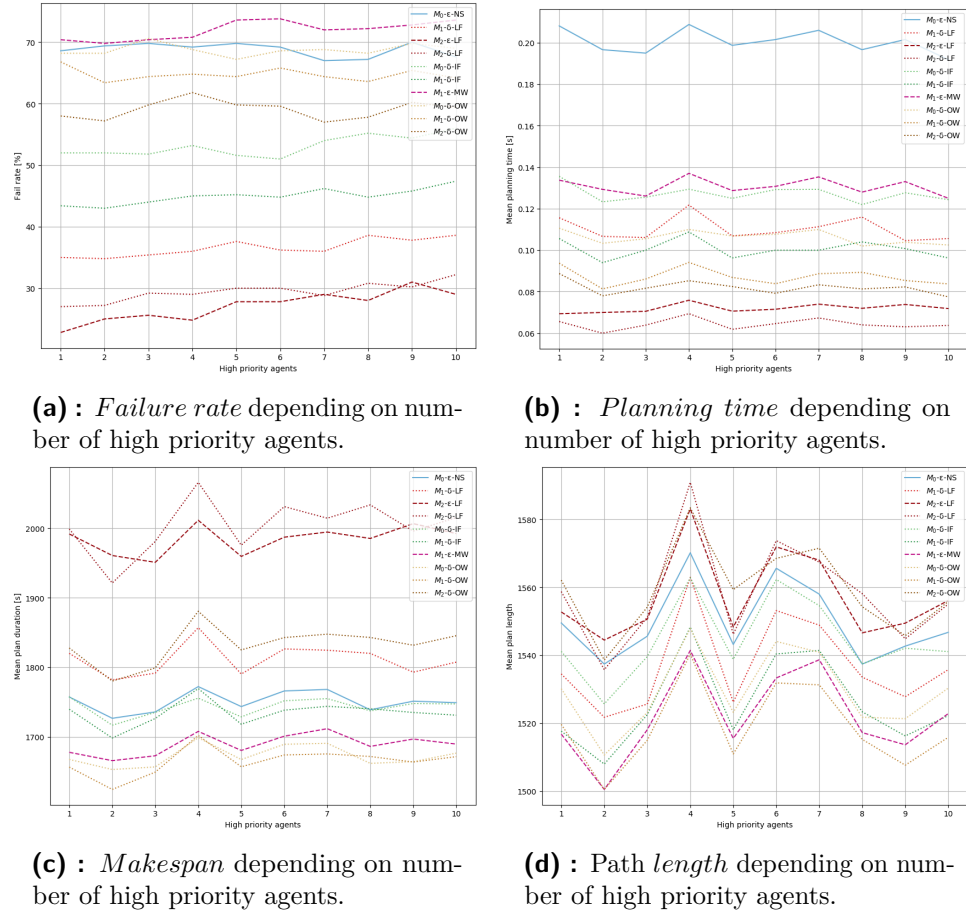 Fail rate [%]
70
60
50
40
30
1 2 3 4 5 6 7 8 9 10
High priority agents
M₀-ε-NS
M₁-δ-LF
M₂-ε-LF
M₂-δ-LF
M₀-δ-IF
M₁-δ-IF
M₁-ε-MW
M₀-δ-OW
M₁-δ-OW
M₂-δ-OW
(a) : Failure rate depending on num-
ber of high priority agents.
Mean planning time [s]
0.20
0.18
0.16
0.14
0.12
0.10
0.08
0.06
1 2 3 4 5 6 7 8 9 10
High priority agents
M₀-ε-NS
M₁-δ-LF
M₂-ε-LF
M₂-δ-LF
M₀-δ-IF
M₁-δ-IF
M₁-ε-MW
M₀-δ-OW
M₁-δ-OW
M₂-δ-OW
(b) : Planning time depending on
number of high priority agents.
Mean plan duration [s]
2000
1900
1800
1700
1 2 3 4 5 6 7 8 9 10
High priority agents
M₀-ε-NS
M₁-δ-LF
M₂-ε-LF
M₂-δ-LF
M₀-δ-IF
M₁-δ-IF
M₁-ε-MW
M₀-δ-OW
M₁-δ-OW
M₂-δ-OW
(c) : Makespan depending on num-
ber of high priority agents.
Mean plan length
1580
1560
1540
1520
1500
1 2 3 4 5 6 7 8 9 10
High priority agents
M₀-ε-NS
M₁-δ-LF
M₂-ε-LF
M₂-δ-LF
M₀-δ-IF
M₁-δ-IF
M₁-ε-MW
M₀-δ-OW
M₁-δ-OW
M₂-δ-OW
(d) : Path length depending on num-
ber of high priority agents.